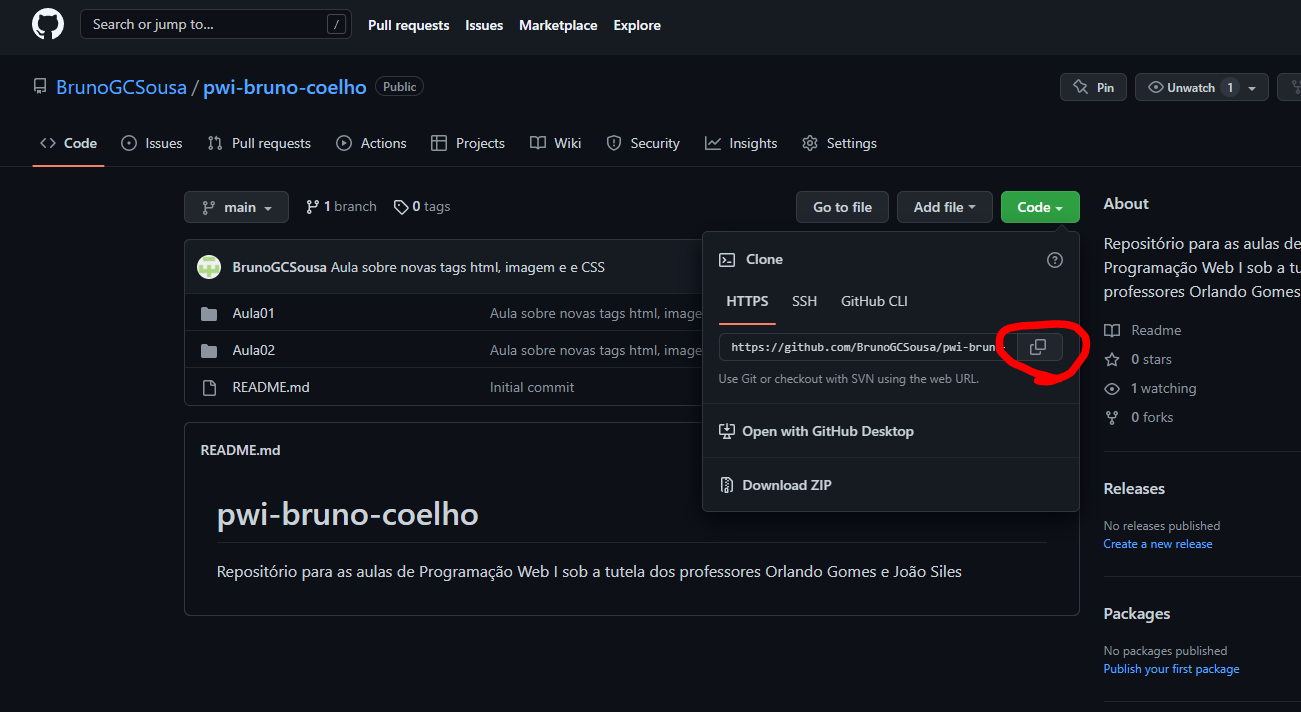 Search or jump to... /
Pull requests Issues Marketplace Explore
BrunoGCSousa / pwi-bruno-coelho Public
Pin Unwatch 1
Code Issues Pull requests Actions Projects Wiki Security Insights Settings
main 1 branch 0 tags
Go to file Add file Code
BrunoGCSousa Aula sobre novas tags html, imagem e e CSS
Aula01 Aula sobre novas tags html, image
Aula02 Aula sobre novas tags html, image
README.md Initial commit
Clone
HTTPS SSH GitHub CLI
https://github.com/BrunoGCSousa/pwi-bruno-
Use Git or checkout with SVN using the web URL.
Open with GitHub Desktop
Download ZIP
README.md
pwi-bruno-coelho
Repositório para as aulas de Programação Web I sob a tutela dos professores Orlando Gomes e João Siles
About
Repositório para as aulas de
Programação Web I sob a tu
professores Orlando Gomes
Readme
0 stars
1 watching
0 forks
Releases
No releases published
Create a new release
Packages
No packages published
Publish your first package